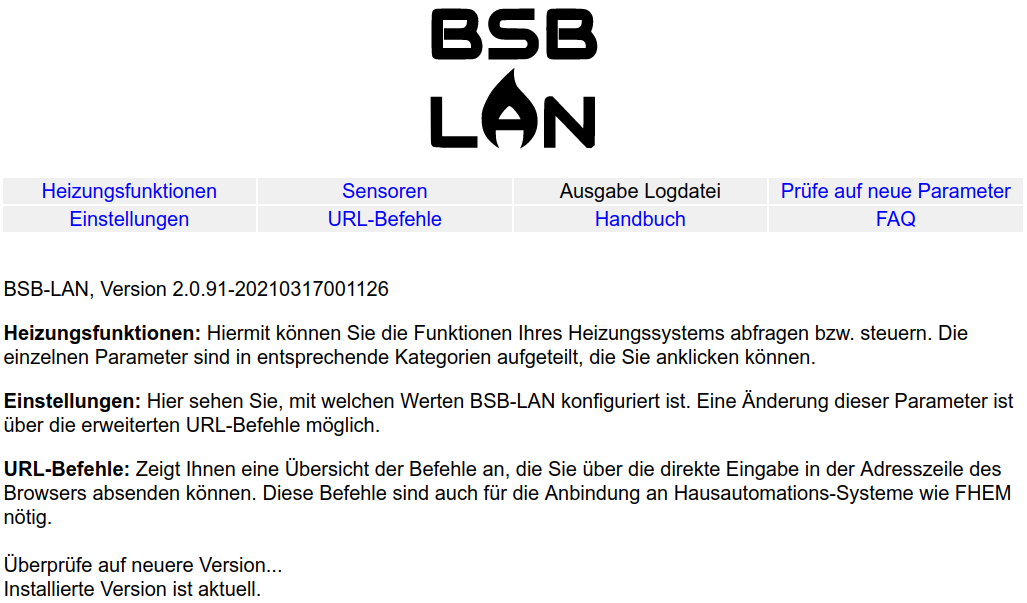 BSB
LAN
Heizungsfunktionen Sensoren Ausgabe Logdatei Prüfe auf neue Parameter
Einstellungen URL-Befehle Handbuch FAQ
BSB-LAN, Version 2.0.91-20210317001126
Heizungsfunktionen: Hiermit können Sie die Funktionen Ihres Heizungssystems abfragen bzw. steuern. Die
einzelnen Parameter sind in entsprechende Kategorien aufgeteilt, die Sie anklicken können.
Einstellungen: Hier sehen Sie, mit welchen Werten BSB-LAN konfiguriert ist. Eine Änderung dieser Parameter ist
über die erweiterten URL-Befehle möglich.
URL-Befehle: Zeigt Ihnen eine Übersicht der Befehle an, die Sie über die direkte Eingabe in der Adresszeile des
Browsers absenden können. Diese Befehle sind auch für die Anbindung an Hausautomations-Systeme wie FHEM
nötig.
Überprüfe auf neuere Version...
Installierte Version ist aktuell.